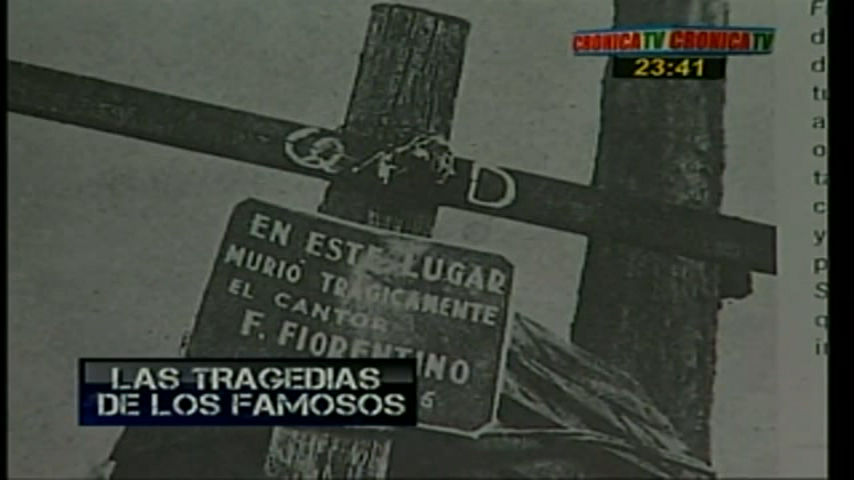 CRONICA TV CRONICA TV
23:41
D
EN ESTE LUGAR
MURIÓ TRAGICAMENTE
EL CANTOR
F. FIORENTINO
6
LAS TRAGEDIAS
DE LOS FAMOSOS